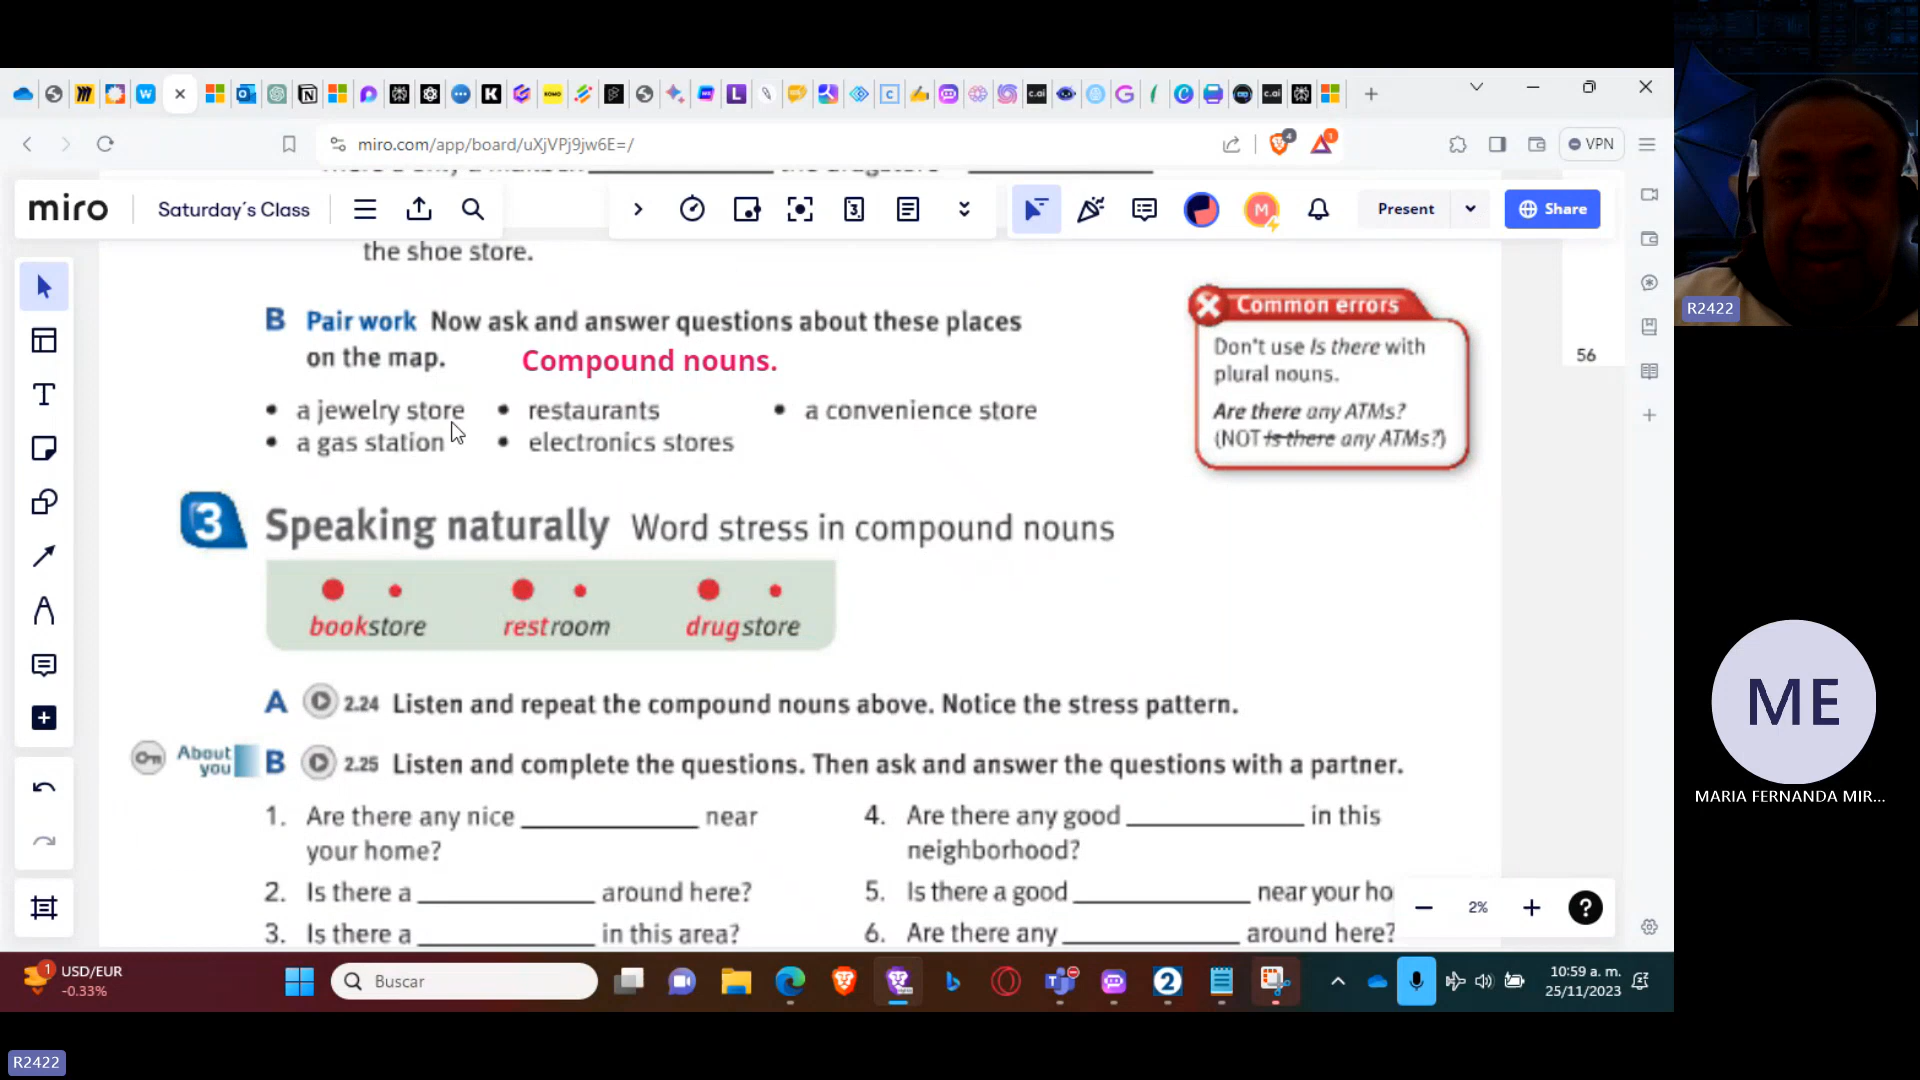 miro.com/app/board/uXjVPj9jw6E=/
VPN
miro
Saturday´s Class
Present
Share
the shoe store.
B Pair work Now ask and answer questions about these places
on the map.
Compound nouns.
• a jewelry store • restaurants • a convenience store
• a gas station • electronics stores
Common errors
Don't use Is there with
plural nouns.
Are there any ATMs?
(NOT Is there any ATMs?)
56
3 Speaking naturally Word stress in compound nouns
bookstore restroom drugstore
A 2.24 Listen and repeat the compound nouns above. Notice the stress pattern.
About
you
B 2.25 Listen and complete the questions. Then ask and answer the questions with a partner.
1. Are there any nice ____________ near
your home?
2. Is there a ____________ around here?
3. Is there a ____________ in this area?
4. Are there any good ____________ in this
neighborhood?
5. Is there a good ____________ near your ho
6. Are there any ____________ around here?
2%
USD/EUR
-0.33%
Buscar
10:59 a. m.
25/11/2023
R2422
ME
MARIA FERNANDA MIR...
R2422